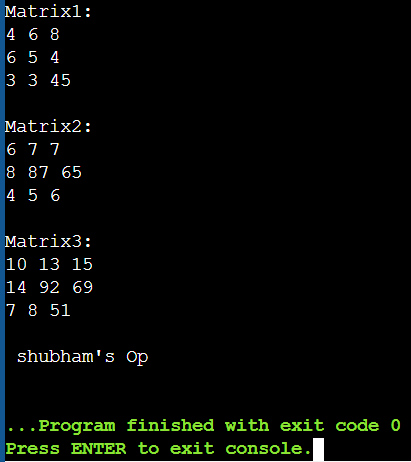 Matrix1:
4 6 8
6 5 4
3 3 45
Matrix2:
6 7 7
8 87 65
4 5 6
Matrix3:
10 13 15
14 92 69
7 8 51
shubham's Op
...Program finished with exit code 0
Press ENTER to exit console.